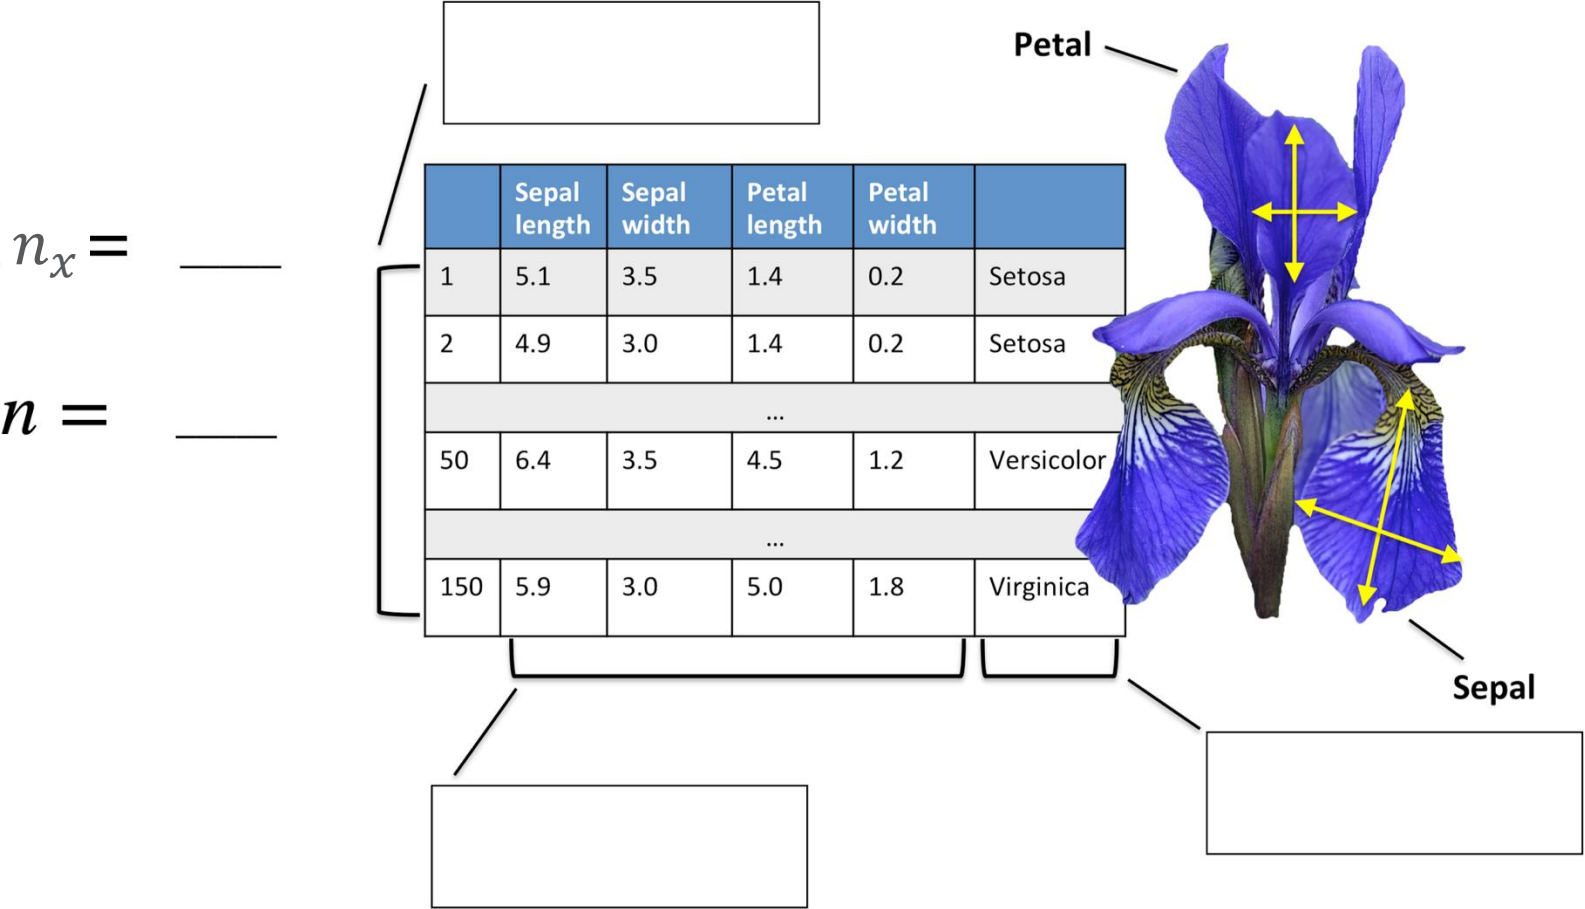 Petal
Sepal length Sepal width Petal length Petal width
n_x = ___
1 5.1 3.5 1.4 0.2 Setosa
2 4.9 3.0 1.4 0.2 Setosa
...
n = ___
50 6.4 3.5 4.5 1.2 Versicolor
...
150 5.9 3.0 5.0 1.8 Virginica
Sepal